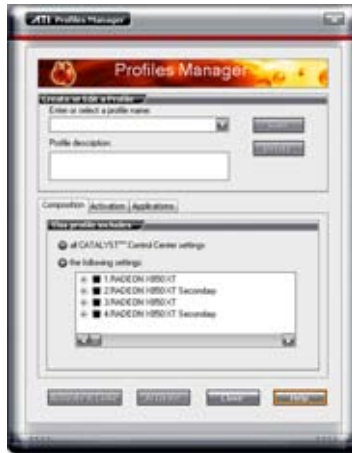 ATI Profiles Manager
Profiles Manager
Create or Edit a Profile
Enter or select a profile name:
Profile description:
Composition
Activation
Applications
This profile includes
all CATALYST™ Control Center settings
the following settings:
1:RADEON X850 XT
2:RADEON X850 XT Secondary
3:RADEON X850 XT
4:RADEON X850 XT Secondary
Close
Help